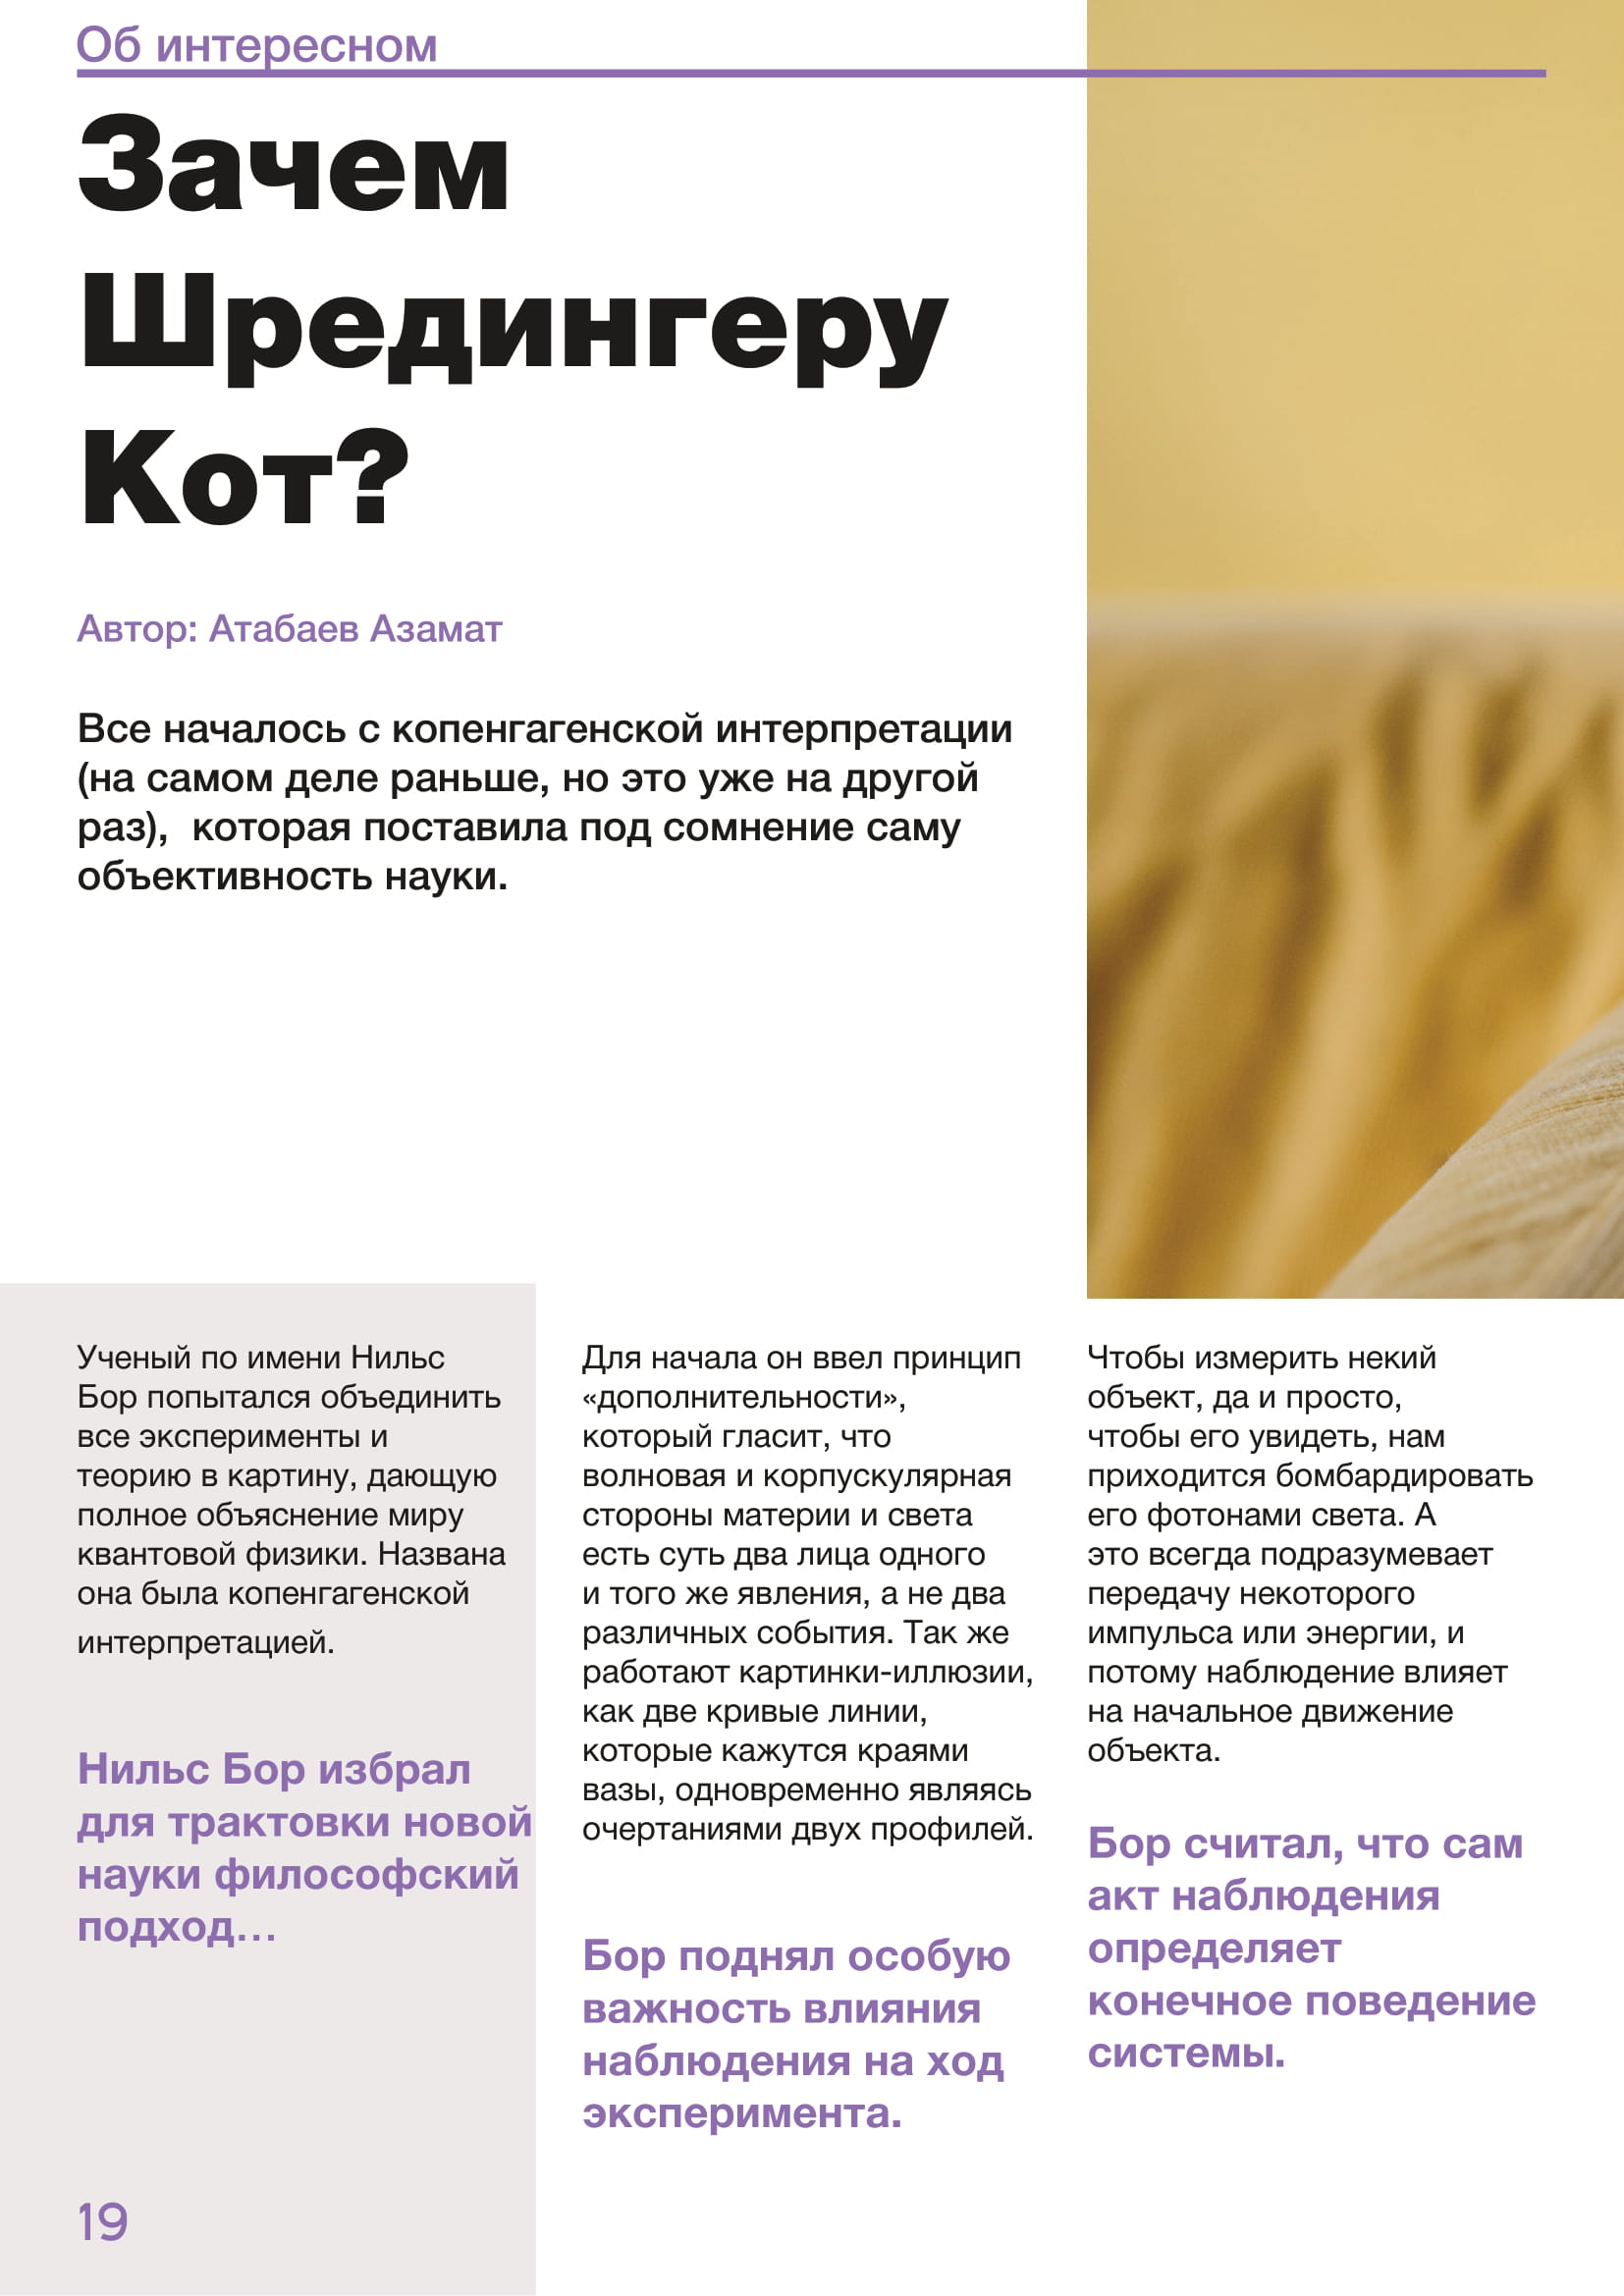 Об интересном
Зачем
Шредингеру
Кот?
Автор: Атабаев Азамат
Все началось с копенгагенской интерпретации
(на самом деле раньше, но это уже на другой
раз),  которая поставила под сомнение саму
объективность науки.
Ученый по имени Нильс
Бор попытался объединить
все эксперименты и
теорию в картину, дающую
полное объяснение миру
квантовой физики. Названа
она была копенгагенской
интерпретацией.
Нильс Бор избрал
для трактовки новой
науки философский
подход…
Для начала он ввел принцип
«дополнительности»,
который гласит, что
волновая и корпускулярная
стороны материи и света
есть суть два лица одного
и того же явления, а не два
различных события. Так же
работают картинки-иллюзии,
как две кривые линии,
которые кажутся краями
вазы, одновременно являясь
очертаниями двух профилей.
Бор поднял особую
важность влияния
наблюдения на ход
эксперимента.
Чтобы измерить некий
объект, да и просто,
чтобы его увидеть, нам
приходится бомбардировать
его фотонами света. А
это всегда подразумевает
передачу некоторого
импульса или энергии, и
потому наблюдение влияет
на начальное движение
объекта.
Бор считал, что сам
акт наблюдения
определяет
конечное поведение
системы.
19